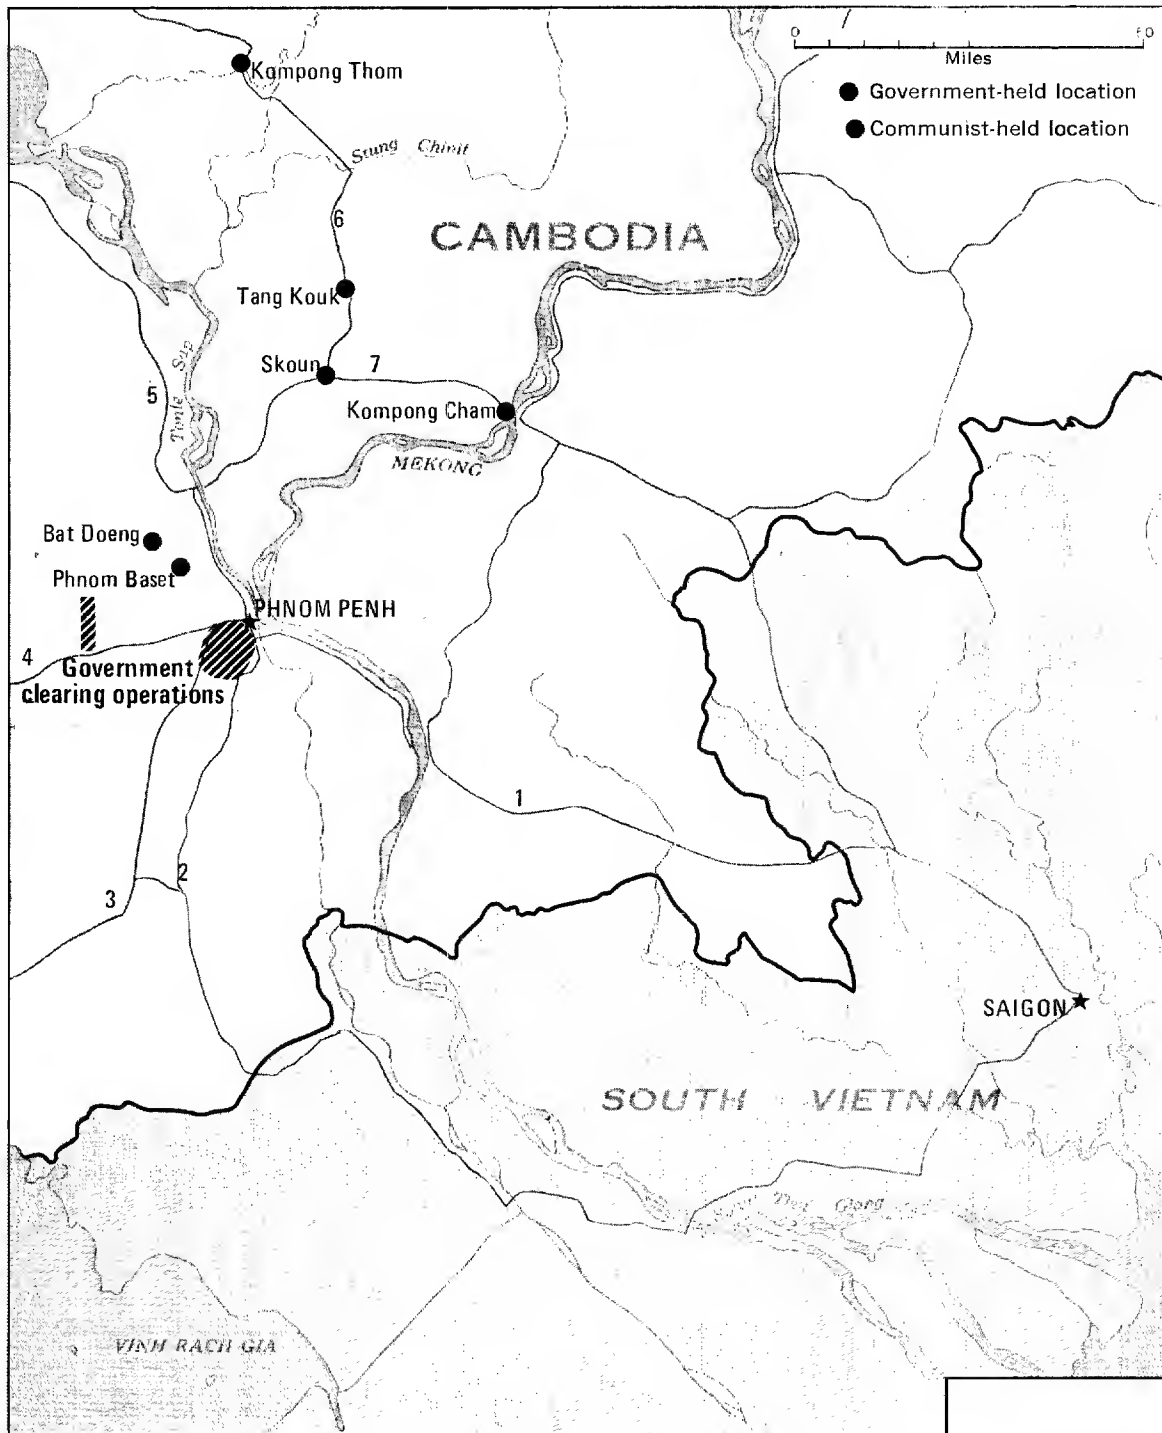 0 50
Miles
Government-held location
Communist-held location
Kompong Thom
Stung Chinit
6
CAMBODIA
Tang Kouk
Tonle Sap
Skoun
7
5
Kompong Cham
MEKONG
Bat Doeng
Phnom Baset
PHNOM PENH
4
Government
clearing operations
1
2
3
SAIGON
SOUTH VIETNAM
Giang
VINH RACH GIA